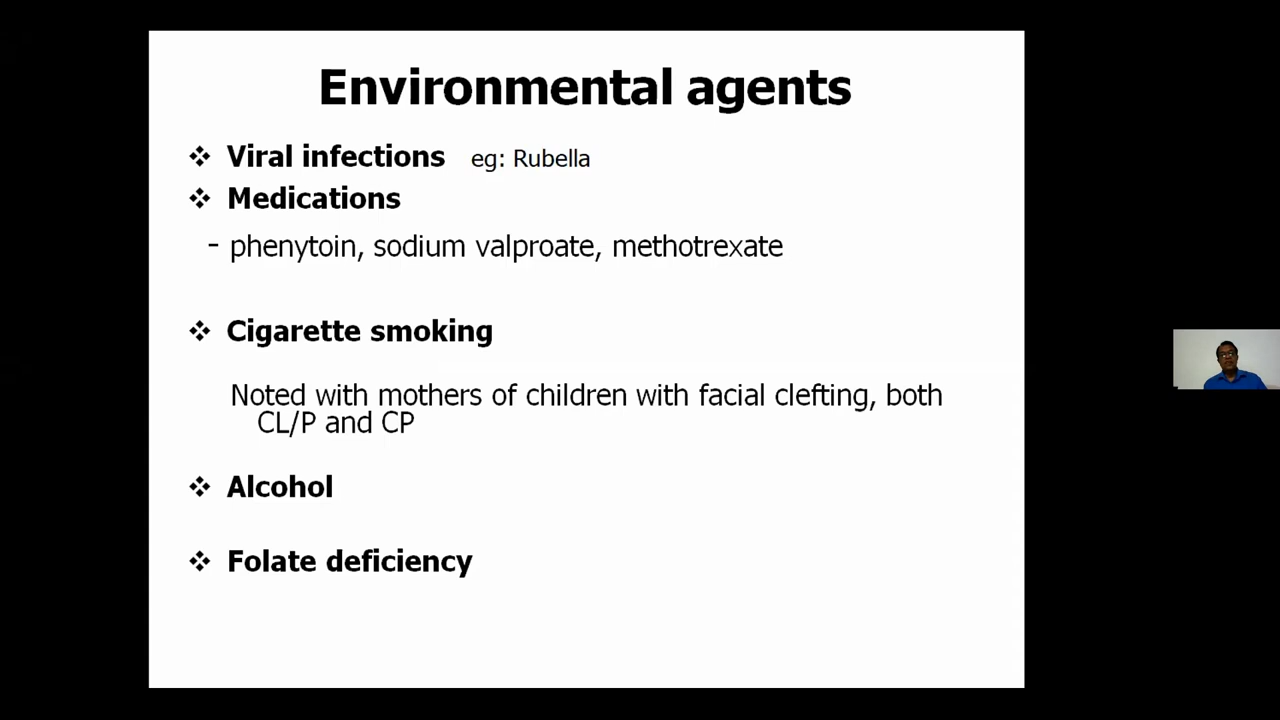 Environmental agents
❖ Viral infections eg: Rubella
❖ Medications
- phenytoin, sodium valproate, methotrexate
❖ Cigarette smoking
Noted with mothers of children with facial clefting, both
CL/P and CP
❖ Alcohol
❖ Folate deficiency